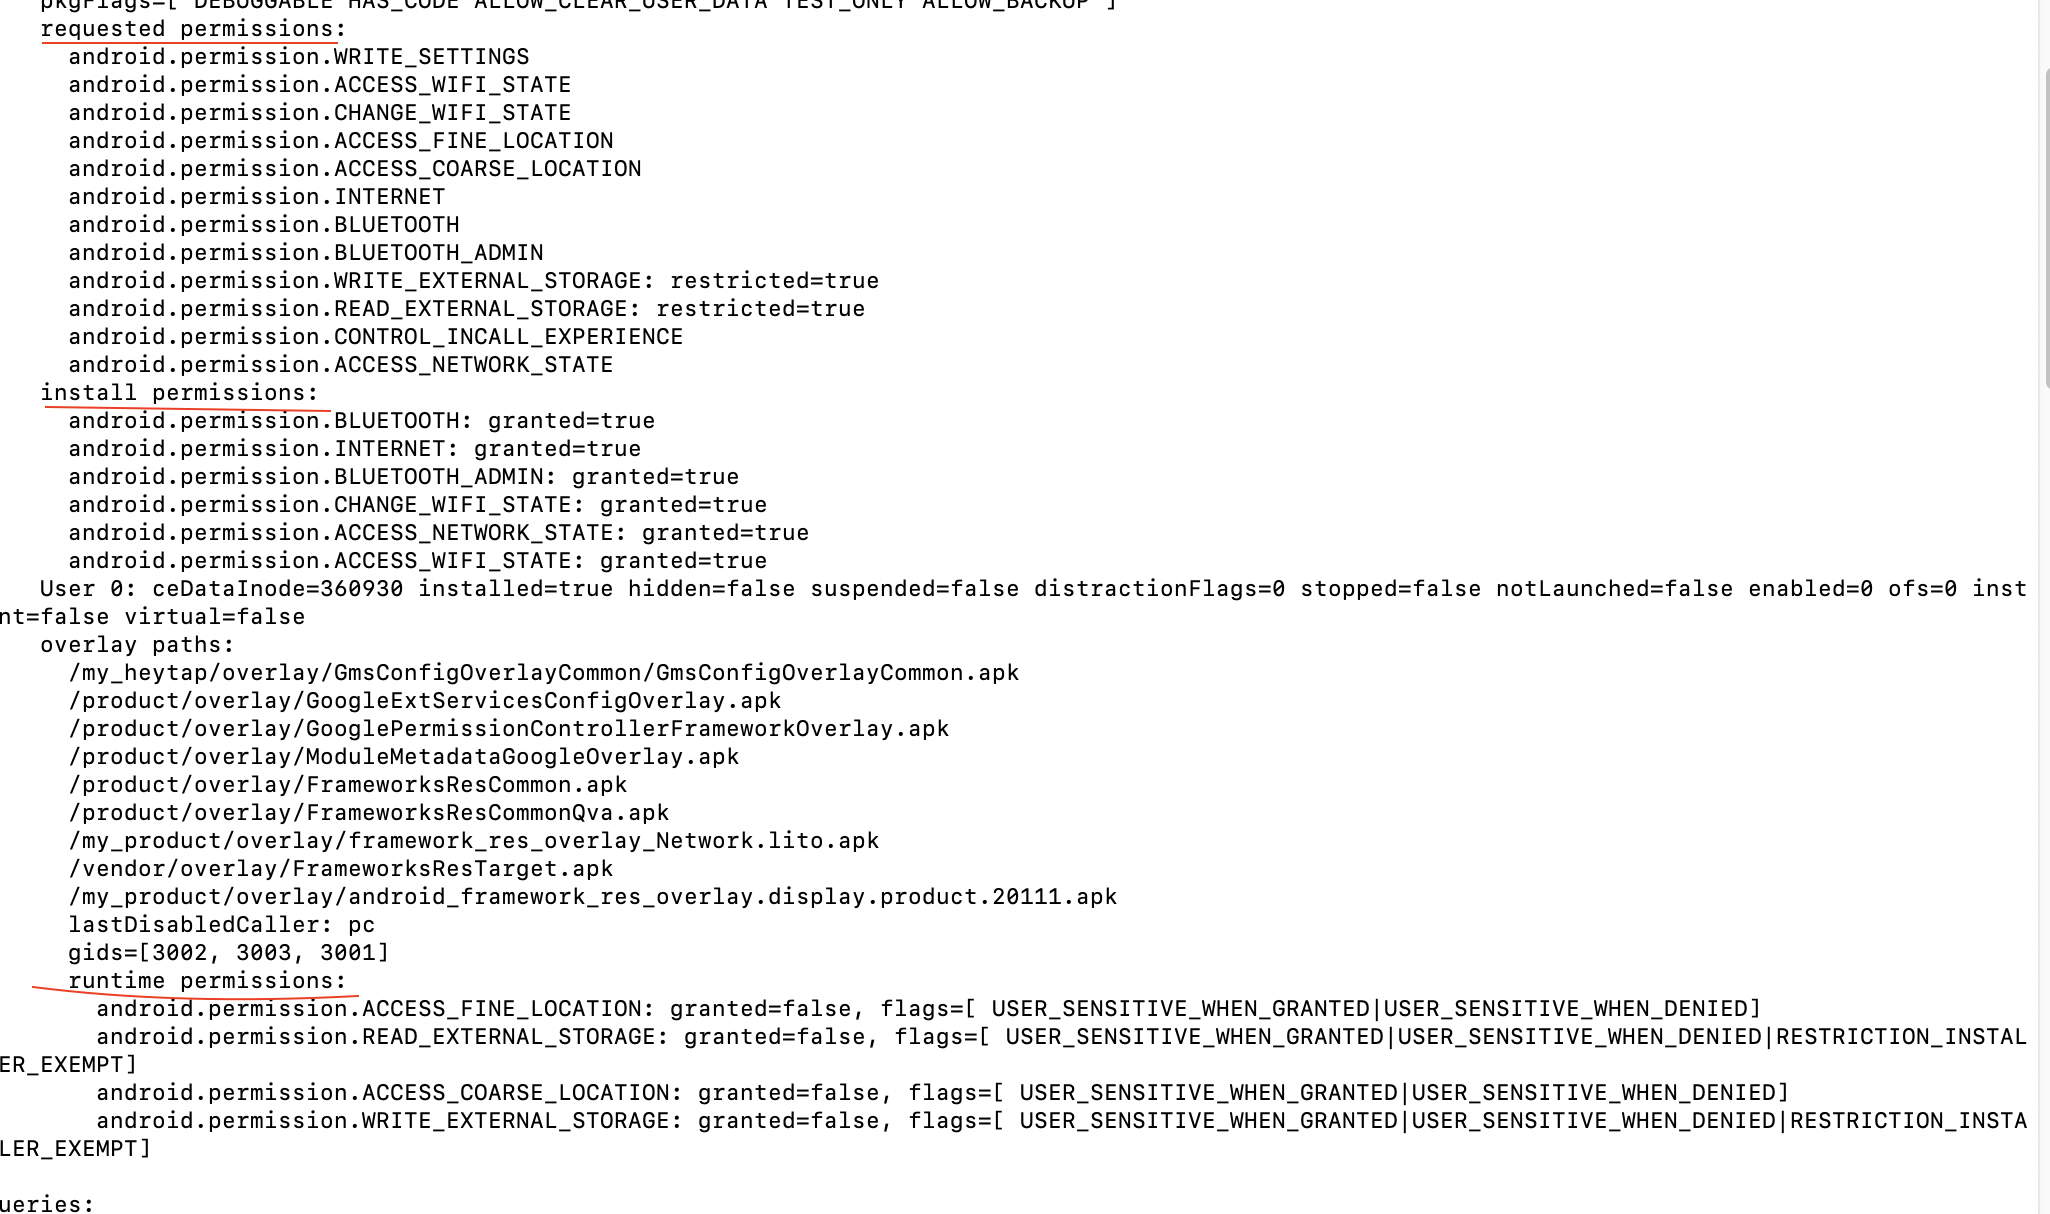 pkgFlags=[ DEBUGGABLE HAS_CODE ALLOW_CLEAR_USER_DATA TEST_ONLY ALLOW_BACKUP ]
requested permissions:
android.permission.WRITE_SETTINGS
android.permission.ACCESS_WIFI_STATE
android.permission.CHANGE_WIFI_STATE
android.permission.ACCESS_FINE_LOCATION
android.permission.ACCESS_COARSE_LOCATION
android.permission.INTERNET
android.permission.BLUETOOTH
android.permission.BLUETOOTH_ADMIN
android.permission.WRITE_EXTERNAL_STORAGE: restricted=true
android.permission.READ_EXTERNAL_STORAGE: restricted=true
android.permission.CONTROL_INCALL_EXPERIENCE
android.permission.ACCESS_NETWORK_STATE
install permissions:
android.permission.BLUETOOTH: granted=true
android.permission.INTERNET: granted=true
android.permission.BLUETOOTH_ADMIN: granted=true
android.permission.CHANGE_WIFI_STATE: granted=true
android.permission.ACCESS_NETWORK_STATE: granted=true
android.permission.ACCESS_WIFI_STATE: granted=true
User 0: ceDataInode=360930 installed=true hidden=false suspended=false distractionFlags=0 stopped=false notLaunched=false enabled=0 ofs=0 inst
nt=false virtual=false
overlay paths:
/my_heytap/overlay/GmsConfigOverlayCommon/GmsConfigOverlayCommon.apk
/product/overlay/GoogleExtServicesConfigOverlay.apk
/product/overlay/GooglePermissionControllerFrameworkOverlay.apk
/product/overlay/ModuleMetadataGoogleOverlay.apk
/product/overlay/FrameworksResCommon.apk
/product/overlay/FrameworksResCommonQva.apk
/my_product/overlay/framework_res_overlay_Network.lito.apk
/vendor/overlay/FrameworksResTarget.apk
/my_product/overlay/android_framework_res_overlay.display.product.20111.apk
lastDisabledCaller: pc
gids=[3002, 3003, 3001]
runtime permissions:
android.permission.ACCESS_FINE_LOCATION: granted=false, flags=[ USER_SENSITIVE_WHEN_GRANTED|USER_SENSITIVE_WHEN_DENIED]
android.permission.READ_EXTERNAL_STORAGE: granted=false, flags=[ USER_SENSITIVE_WHEN_GRANTED|USER_SENSITIVE_WHEN_DENIED|RESTRICTION_INSTAL
ER_EXEMPT]
android.permission.ACCESS_COARSE_LOCATION: granted=false, flags=[ USER_SENSITIVE_WHEN_GRANTED|USER_SENSITIVE_WHEN_DENIED]
android.permission.WRITE_EXTERNAL_STORAGE: granted=false, flags=[ USER_SENSITIVE_WHEN_GRANTED|USER_SENSITIVE_WHEN_DENIED|RESTRICTION_INSTA
LER_EXEMPT]
ueries: